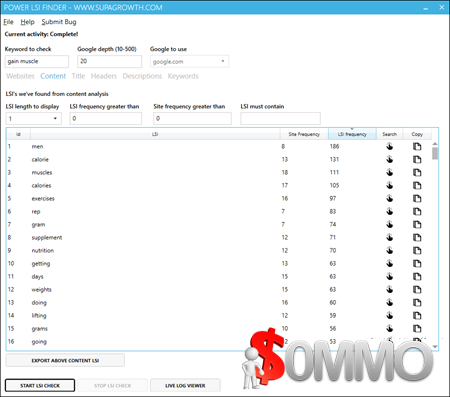 POWER LSI FINDER - WWW.SUPAGROWTH.COM
File Help Submit Bug
Current activity: Complete!
Keyword to check Google depth (10-500) Google to use
gain muscle 20 google.com
Websites Content Title Headers Descriptions Keywords
LSI's we've found from content analysis
LSI length to display LSI frequency greater than Site frequency greater than LSI must contain
1 0 0
Id LSI Site Frequency LSI frequency Search Copy
1 men 8 186
2 calorie 13 131
3 muscles 18 111
4 calories 17 105
5 exercises 16 97
6 rep 7 83
7 gram 7 74
8 supplement 12 71
9 nutrition 12 70
10 getting 13 63
11 days 15 63
12 weights 15 63
13 doing 16 60
14 lifting 12 59
15 grams 10 56
16 going 12 53
EXPORT ABOVE CONTENT LSI
$OMMO
START LSI CHECK STOP LSI CHECK LIVE LOG VIEWER